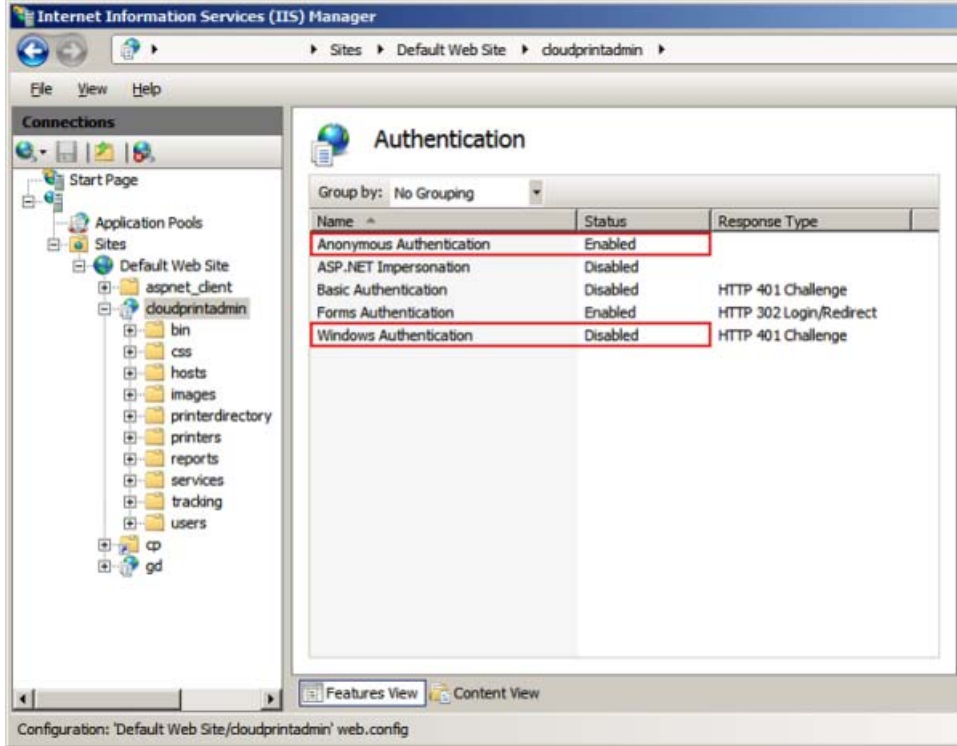 Internet Information Services (IIS) Manager
Sites Default Web Site cloudprintadmin
File View Help
Connections
Start Page
Application Pools
Sites
Default Web Site
aspnet_client
cloudprintadmin
bin
css
hosts
images
printerdirectory
printers
reports
services
tracking
users
cp
gd
Authentication
Group by: No Grouping
Name Status Response Type
Anonymous Authentication Enabled
ASP.NET Impersonation Disabled
Basic Authentication Disabled HTTP 401 Challenge
Forms Authentication Enabled HTTP 302 Login/Redirect
Windows Authentication Disabled HTTP 401 Challenge
Features View Content View
Configuration: 'Default Web Site/cloudprintadmin' web.config